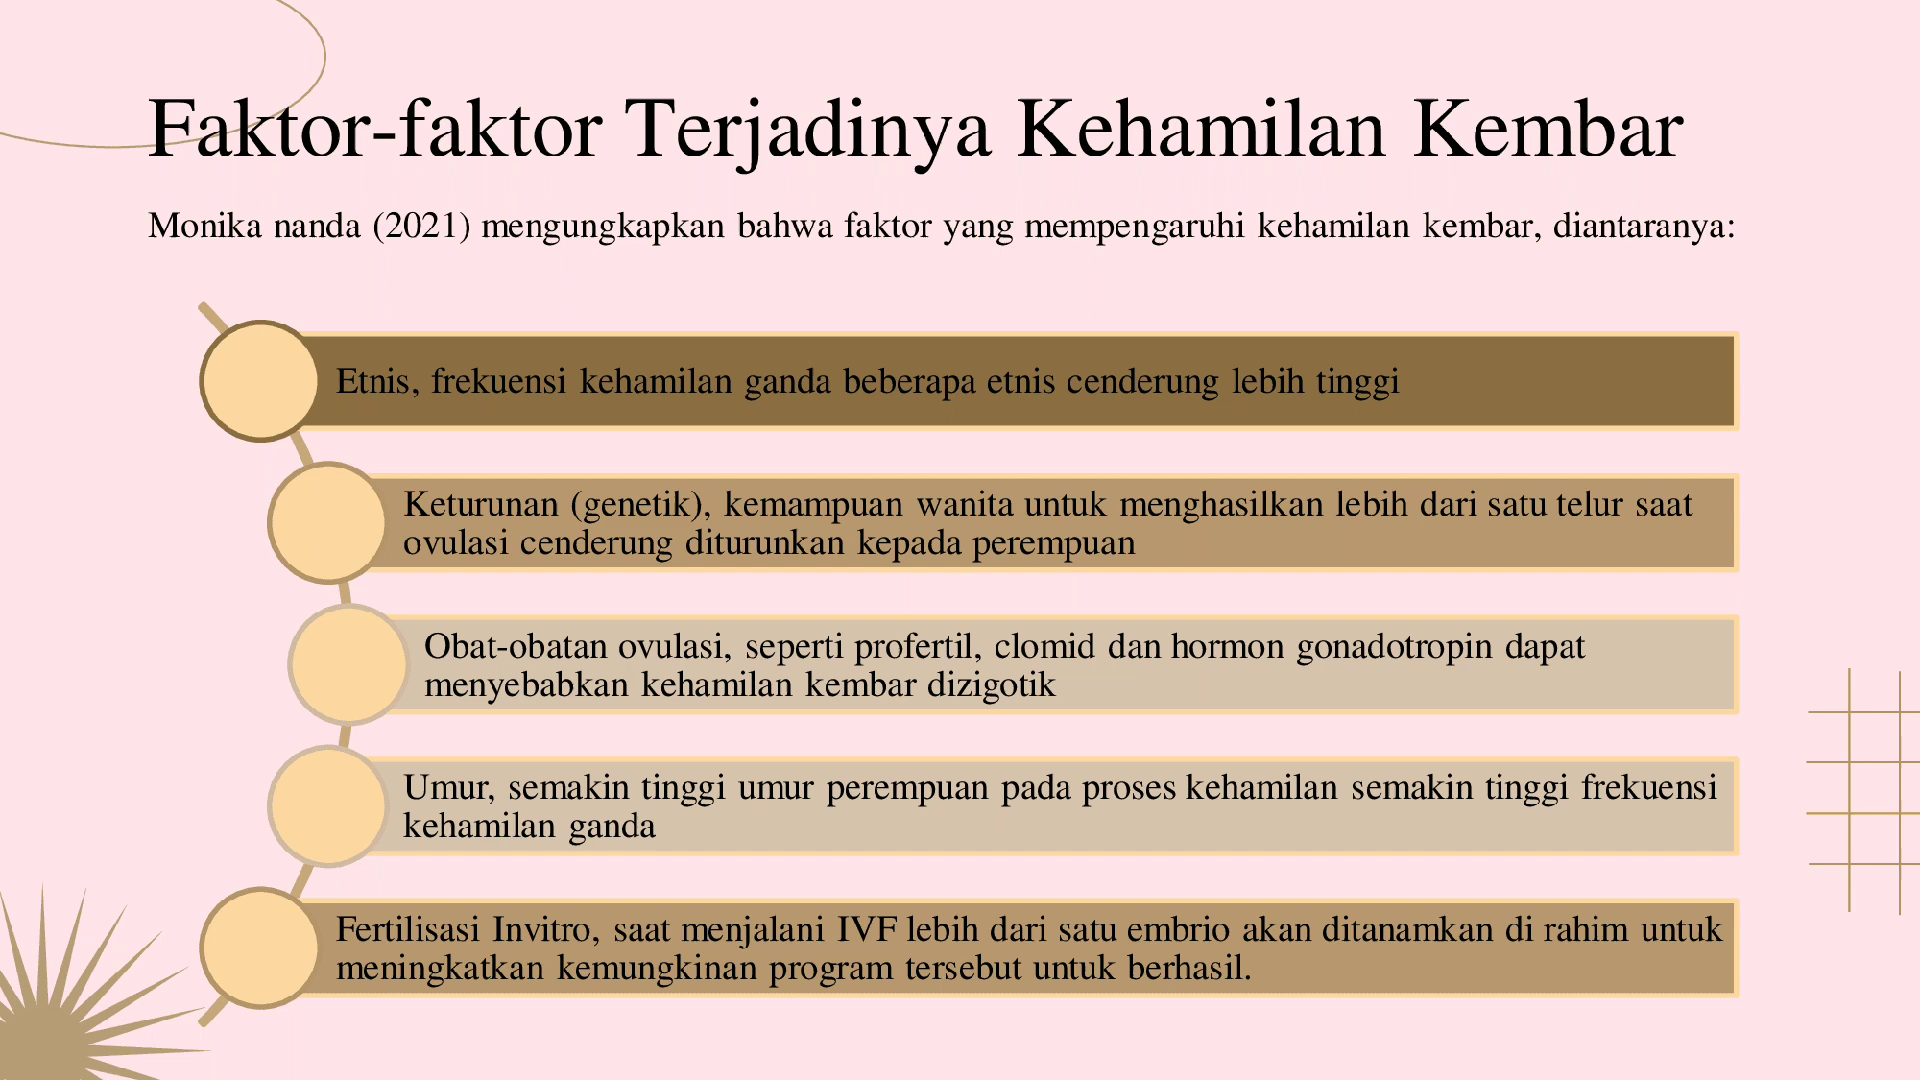 Faktor-faktor Terjadinya Kehamilan Kembar
Monika nanda (2021) mengungkapkan bahwa faktor yang mempengaruhi kehamilan kembar, diantaranya:
Etnis, frekuensi kehamilan ganda beberapa etnis cenderung lebih tinggi
Keturunan (genetik), kemampuan wanita untuk menghasilkan lebih dari satu telur saat
ovulasi cenderung diturunkan kepada perempuan
Obat-obatan ovulasi, seperti profertil, clomid dan hormon gonadotropin dapat
menyebabkan kehamilan kembar dizigotik
Umur, semakin tinggi umur perempuan pada proses kehamilan semakin tinggi frekuensi
kehamilan ganda
Fertilisasi Invitro, saat menjalani IVF lebih dari satu embrio akan ditanamkan di rahim untuk
meningkatkan kemungkinan program tersebut untuk berhasil.